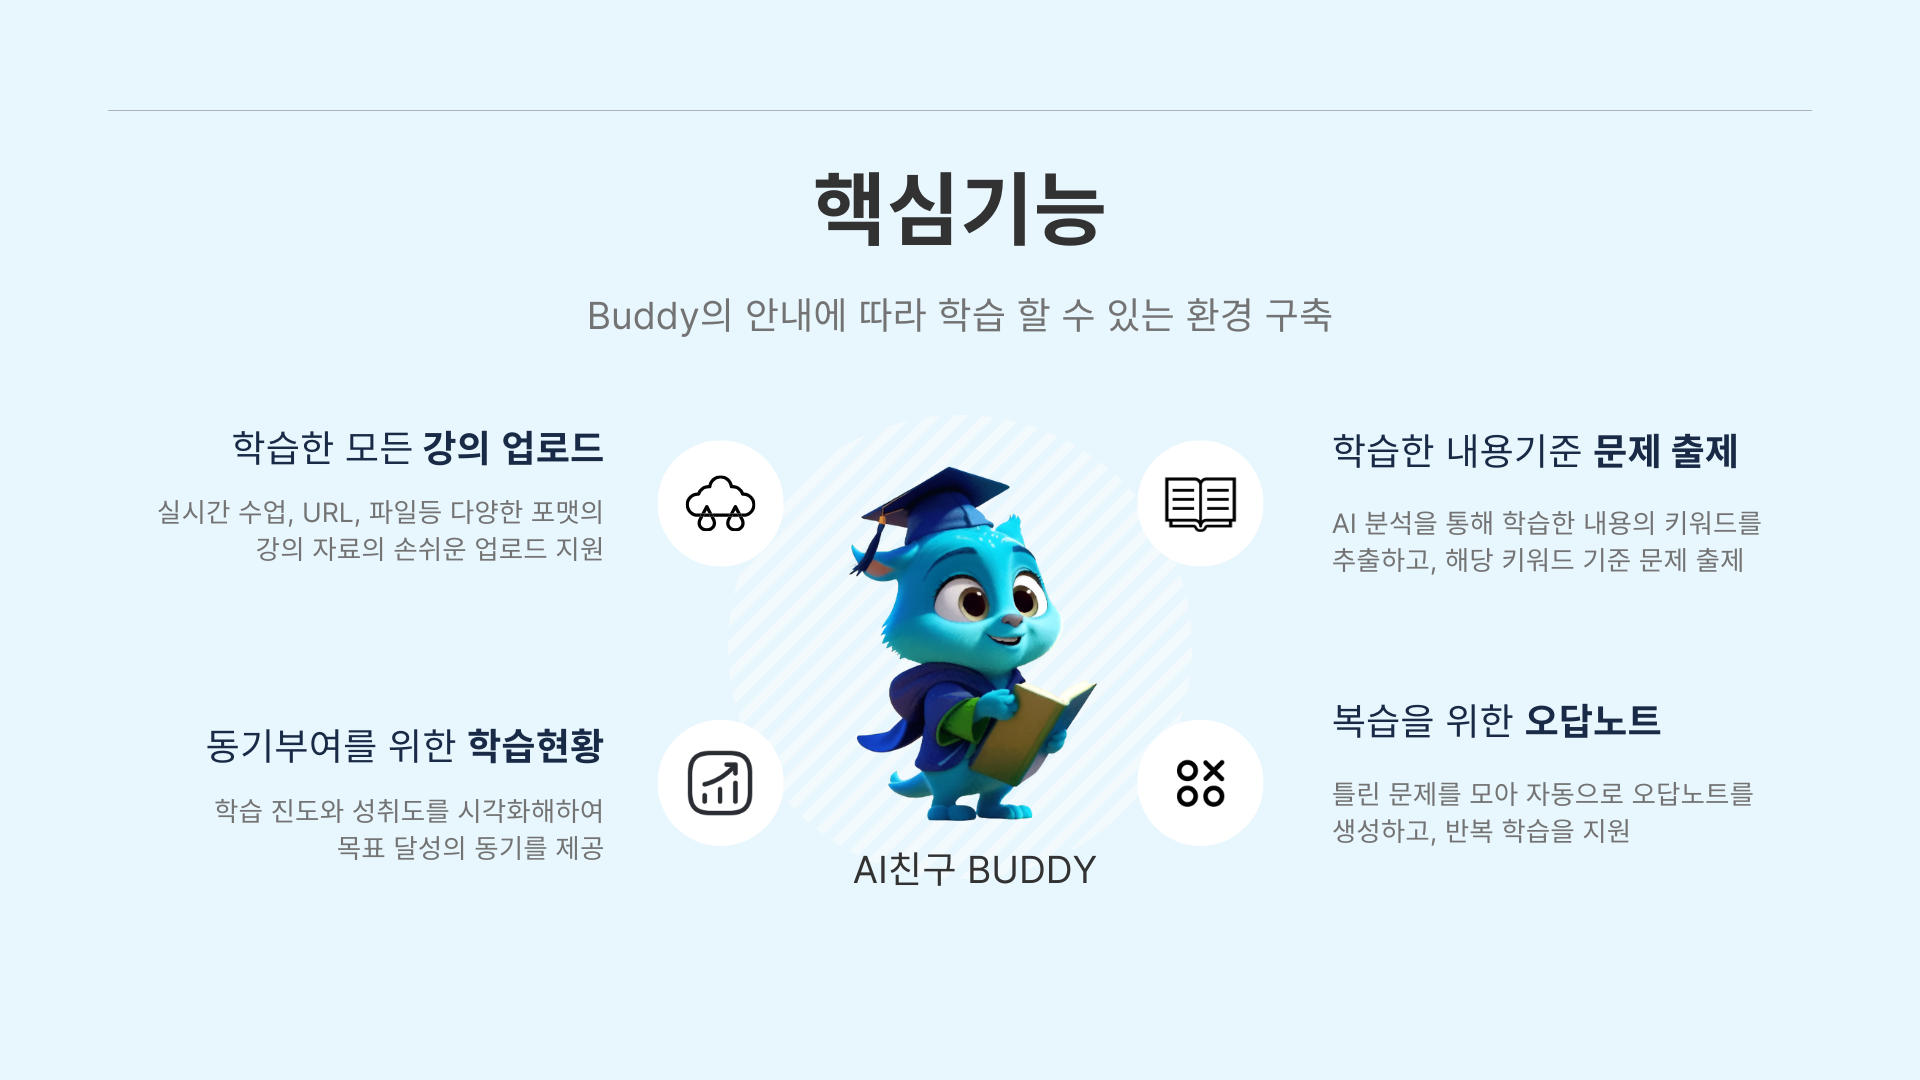 핵심기능
Buddy의 안내에 따라 학습 할 수 있는 환경 구축
학습한 모든 강의 업로드
실시간 수업, URL, 파일등 다양한 포맷의
강의 자료의 손쉬운 업로드 지원
학습한 내용기준 문제 출제
AI 분석을 통해 학습한 내용의 키워드를
추출하고, 해당 키워드 기준 문제 출제
동기부여를 위한 학습현황
학습 진도와 성취도를 시각화해하여
목표 달성의 동기를 제공
복습을 위한 오답노트
틀린 문제를 모아 자동으로 오답노트를
생성하고, 반복 학습을 지원
AI친구 BUDDY